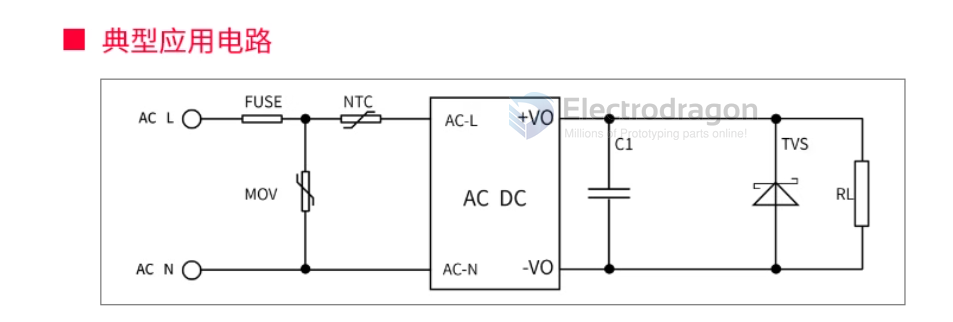 典型应用电路
FUSE
NTC
AC L
AC-L
+VO
Electrodragon
Millions of Prototyping parts online!
C1
TVS
MOV
AC DC
RL
AC N
AC-N
-VO